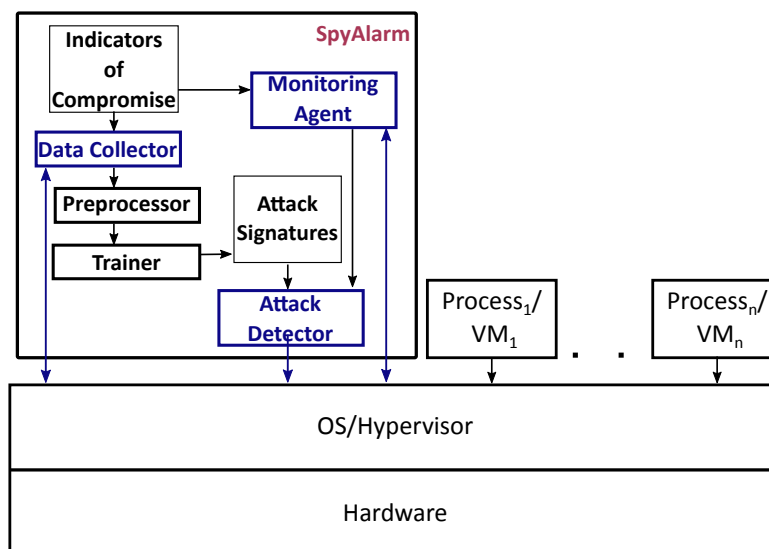 SpyAlarm
Indicators
of
Compromise
Monitoring
Agent
Data Collector
Preprocessor
Attack
Signatures
Trainer
Attack
Detector
Process₁/
VM₁
. .
Processₙ/
VMₙ
OS/Hypervisor
Hardware